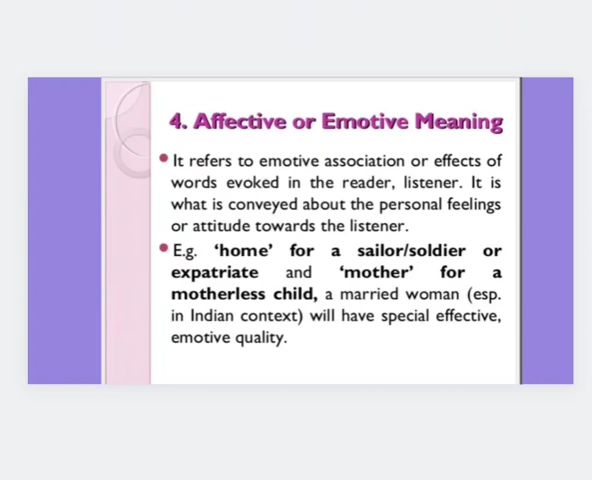 4. Affective or Emotive Meaning
It refers to emotive association or effects of
words evoked in the reader, listener. It is
what is conveyed about the personal feelings
or attitude towards the listener.
E.g. ‘home’ for a sailor/soldier or
expatriate and ‘mother’ for a
motherless child, a married woman (esp.
in Indian context) will have special effective,
emotive quality.